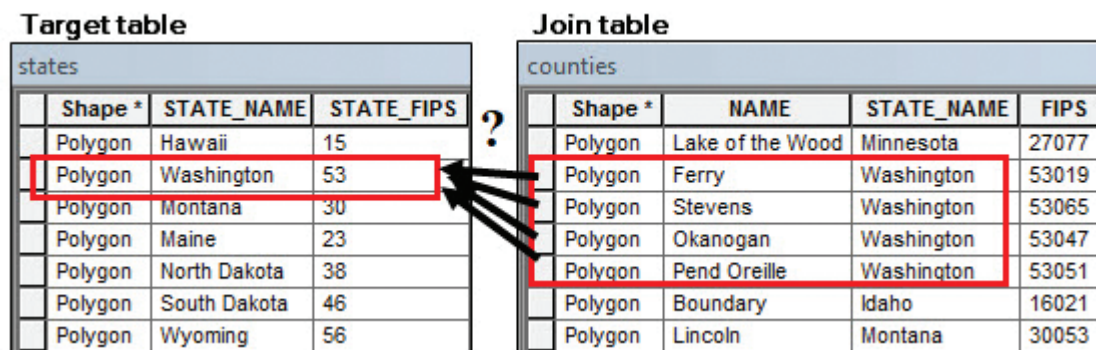 Target table
states
Shape * STATE_NAME STATE_FIPS
Polygon Hawaii 15
Polygon Washington 53
Polygon Montana 30
Polygon Maine 23
Polygon North Dakota 38
Polygon South Dakota 46
Polygon Wyoming 56
?
Join table
counties
Shape * NAME STATE_NAME FIPS
Polygon Lake of the Wood Minnesota 27077
Polygon Ferry Washington 53019
Polygon Stevens Washington 53065
Polygon Okanogan Washington 53047
Polygon Pend Oreille Washington 53051
Polygon Boundary Idaho 16021
Polygon Lincoln Montana 30053